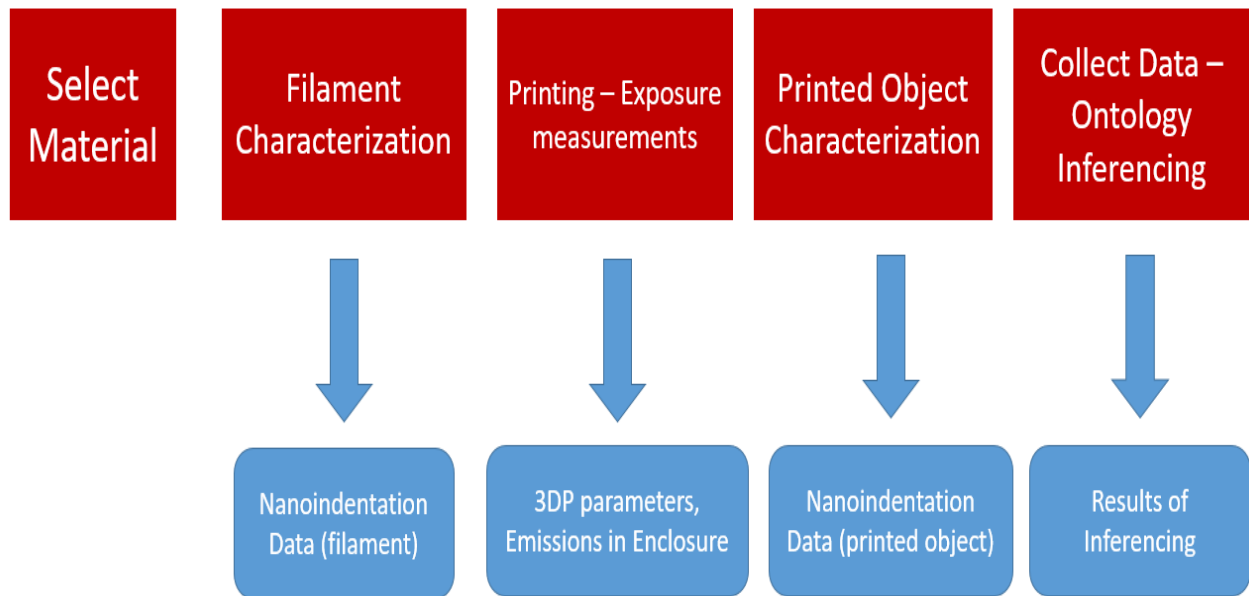 Select
Material
Filament
Characterization
Printing – Exposure
measurements
Printed Object
Characterization
Collect Data –
Ontology
Inferencing
Nanoindentation
Data (filament)
3DP parameters,
Emissions in Enclosure
Nanoindentation
Data (printed object)
Results of
Inferencing